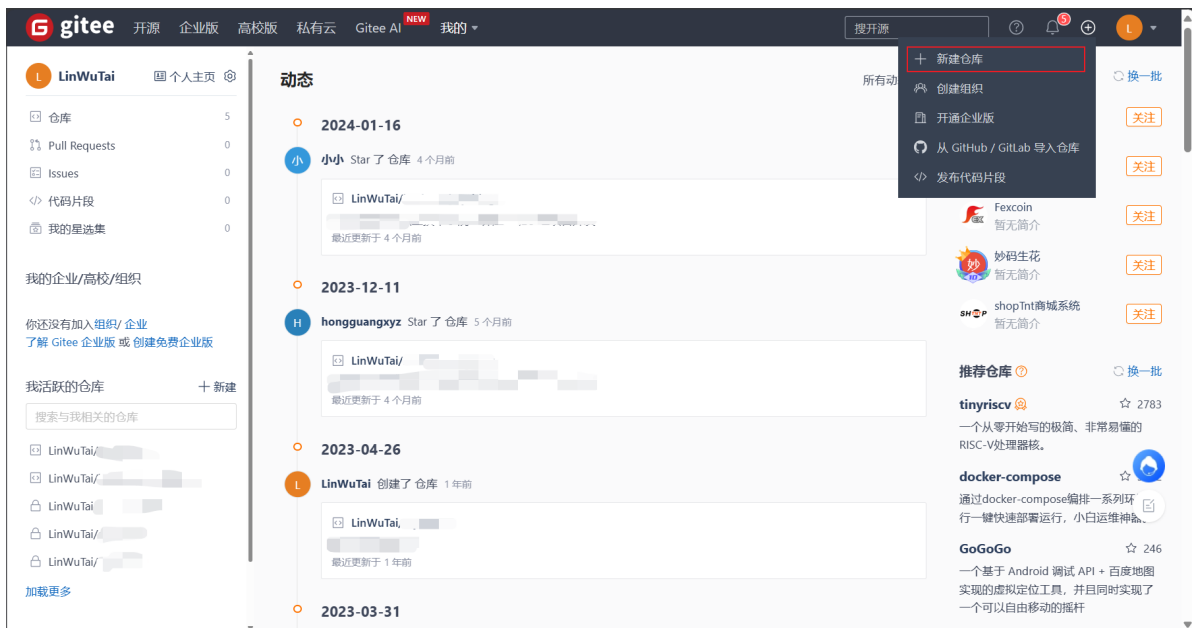 gitee 开源 企业版 高校版 私有云 Gitee AI NEW 我的 搜开源 5 L
新建仓库
创建组织
开通企业版
从 GitHub / GitLab 导入仓库
发布代码片段
L LinWuTai 个人主页
仓库 5
Pull Requests 0
Issues 0
代码片段 0
我的星选集 0
我的企业/高校/组织
你还没有加入组织/ 企业
了解 Gitee 企业版 或 创建免费企业版
我活跃的仓库 新建
搜索与我相关的仓库
LinWuTai/
LinWuTai/
LinWuTai
LinWuTai/
LinWuTai/
加载更多
动态 所有动
2024-01-16
小 小小 Star 了 仓库 4 个月前
LinWuTai/
最近更新于 4 个月前
2023-12-11
H hongguangxyz Star 了 仓库 5 个月前
LinWuTai/
最近更新于 4 个月前
2023-04-26
L LinWuTai 创建了 仓库 1 年前
LinWuTai
最近更新于 1 年前
2023-03-31
换一批
关注
关注
Fexcoin
暂无简介
关注
妙码生花
暂无简介
关注
SHOP shopTnt商城系统
暂无简介
关注
推荐仓库 换一批
tinyriscv 2783
一个从零开始写的极简、非常易懂的
RISC-V处理器核。
docker-compose
通过docker-compose编排一系列环
行一键快速部署运行，小白运维神器。
GoGoGo 246
一个基于 Android 调试 API + 百度地图
实现的虚拟定位工具，并且同时实现了
一个可以自由移动的摇杆